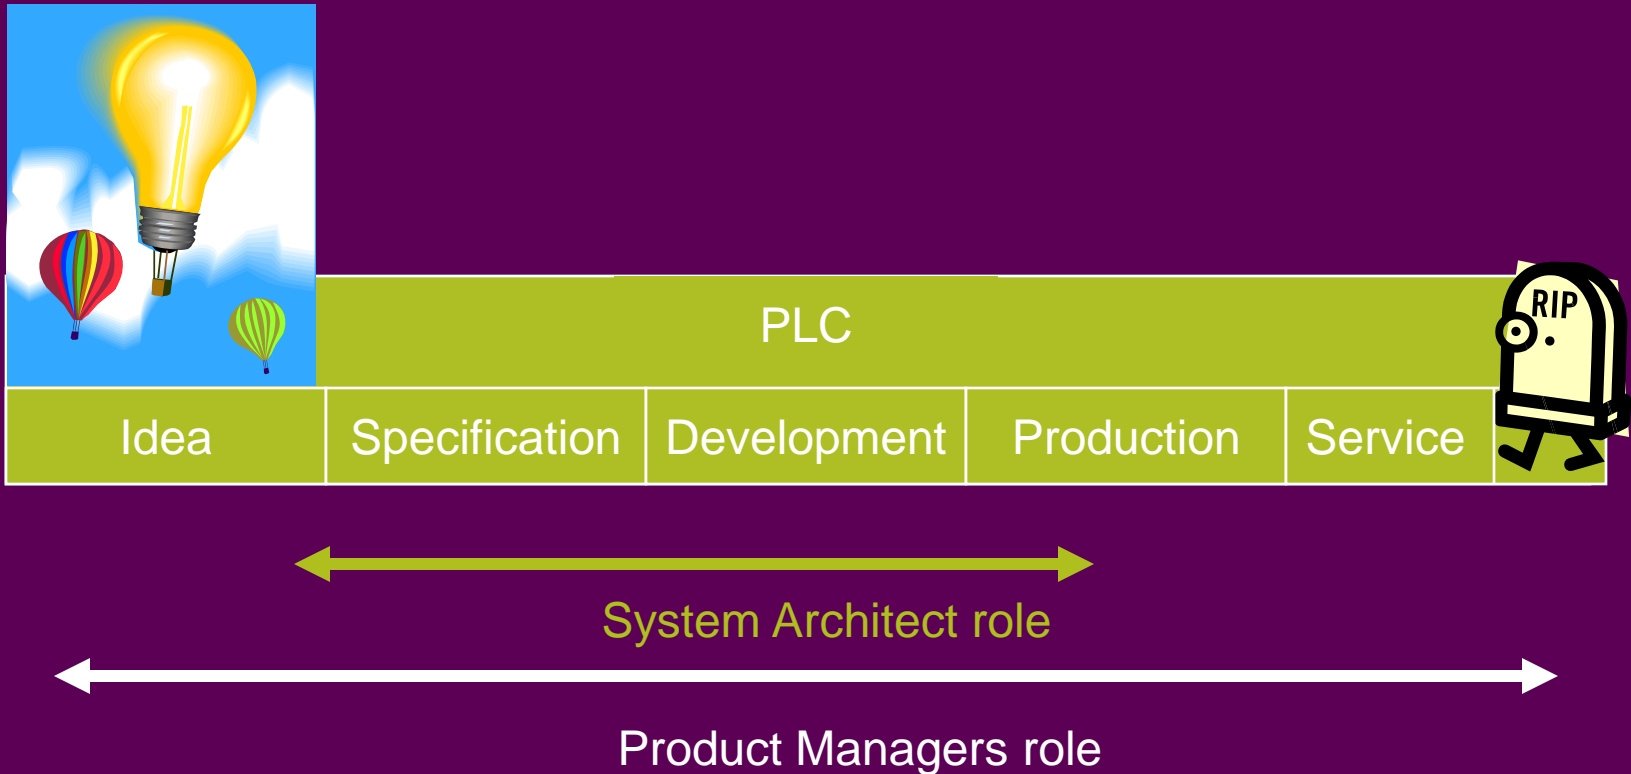 PLC
RIP
Idea
Specification
Development
Production
Service
System Architect role
Product Managers role